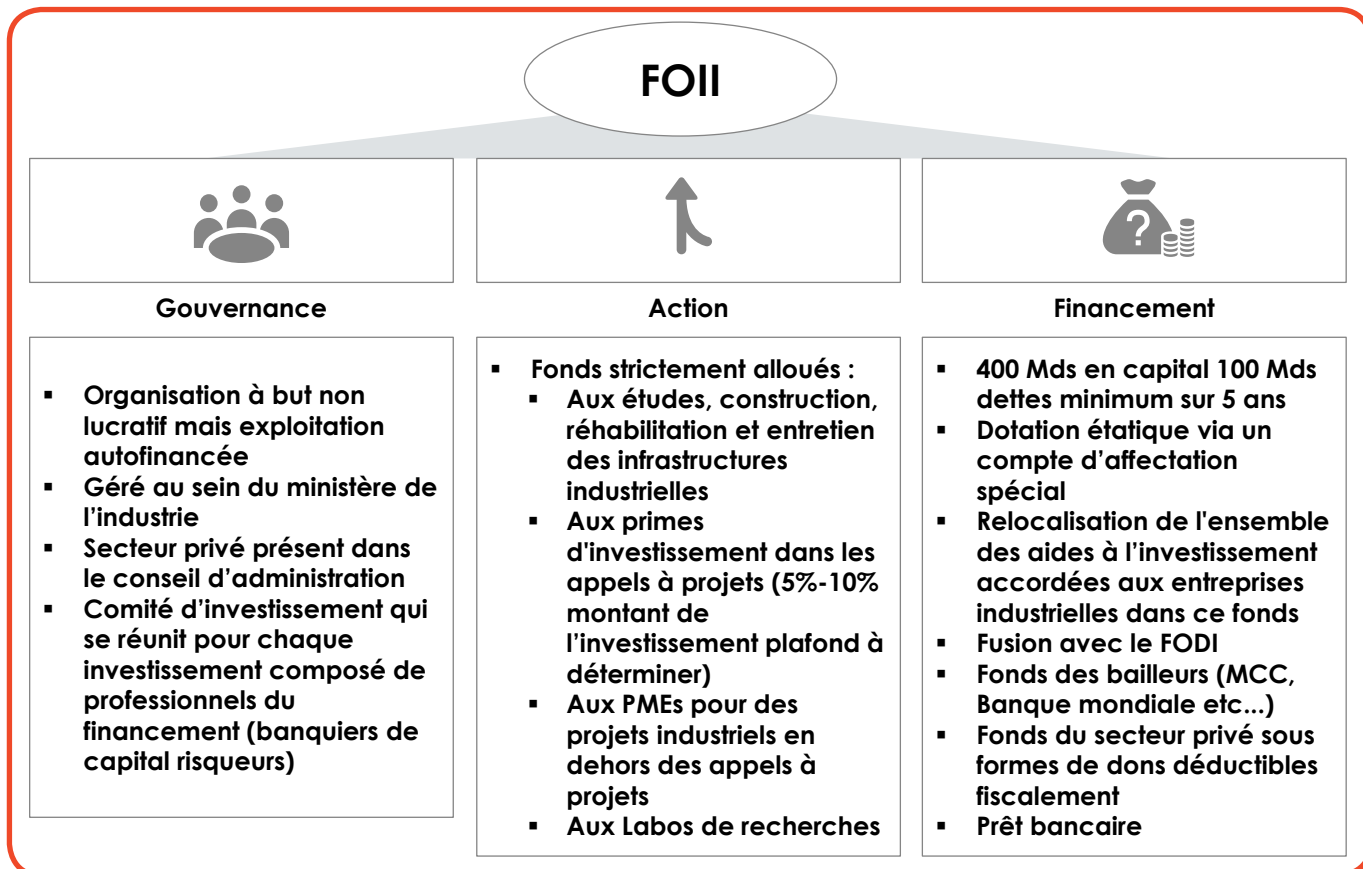 FOII
Gouvernance
▪ Organisation à but non
lucratif mais exploitation
autofinancée
▪ Géré au sein du ministère de
l'industrie
▪ Secteur privé présent dans
le conseil d'administration
▪ Comité d'investissement qui
se réunit pour chaque
investissement composé de
professionnels du
financement (banquiers de
capital risqueurs)
Action
▪ Fonds strictement alloués :
▪ Aux études, construction,
réhabilitation et entretien
des infrastructures
industrielles
▪ Aux primes
d'investissement dans les
appels à projets (5%-10%
montant de
l'investissement plafond à
déterminer)
▪ Aux PMEs pour des
projets industriels en
dehors des appels à
projets
▪ Aux Labos de recherches
?
Financement
▪ 400 Mds en capital 100 Mds
dettes minimum sur 5 ans
▪ Dotation étatique via un
compte d'affectation
spécial
▪ Relocalisation de l'ensemble
des aides à l'investissement
accordées aux entreprises
industrielles dans ce fonds
▪ Fusion avec le FODI
▪ Fonds des bailleurs (MCC,
Banque mondiale etc...)
▪ Fonds du secteur privé sous
formes de dons déductibles
fiscalement
▪ Prêt bancaire